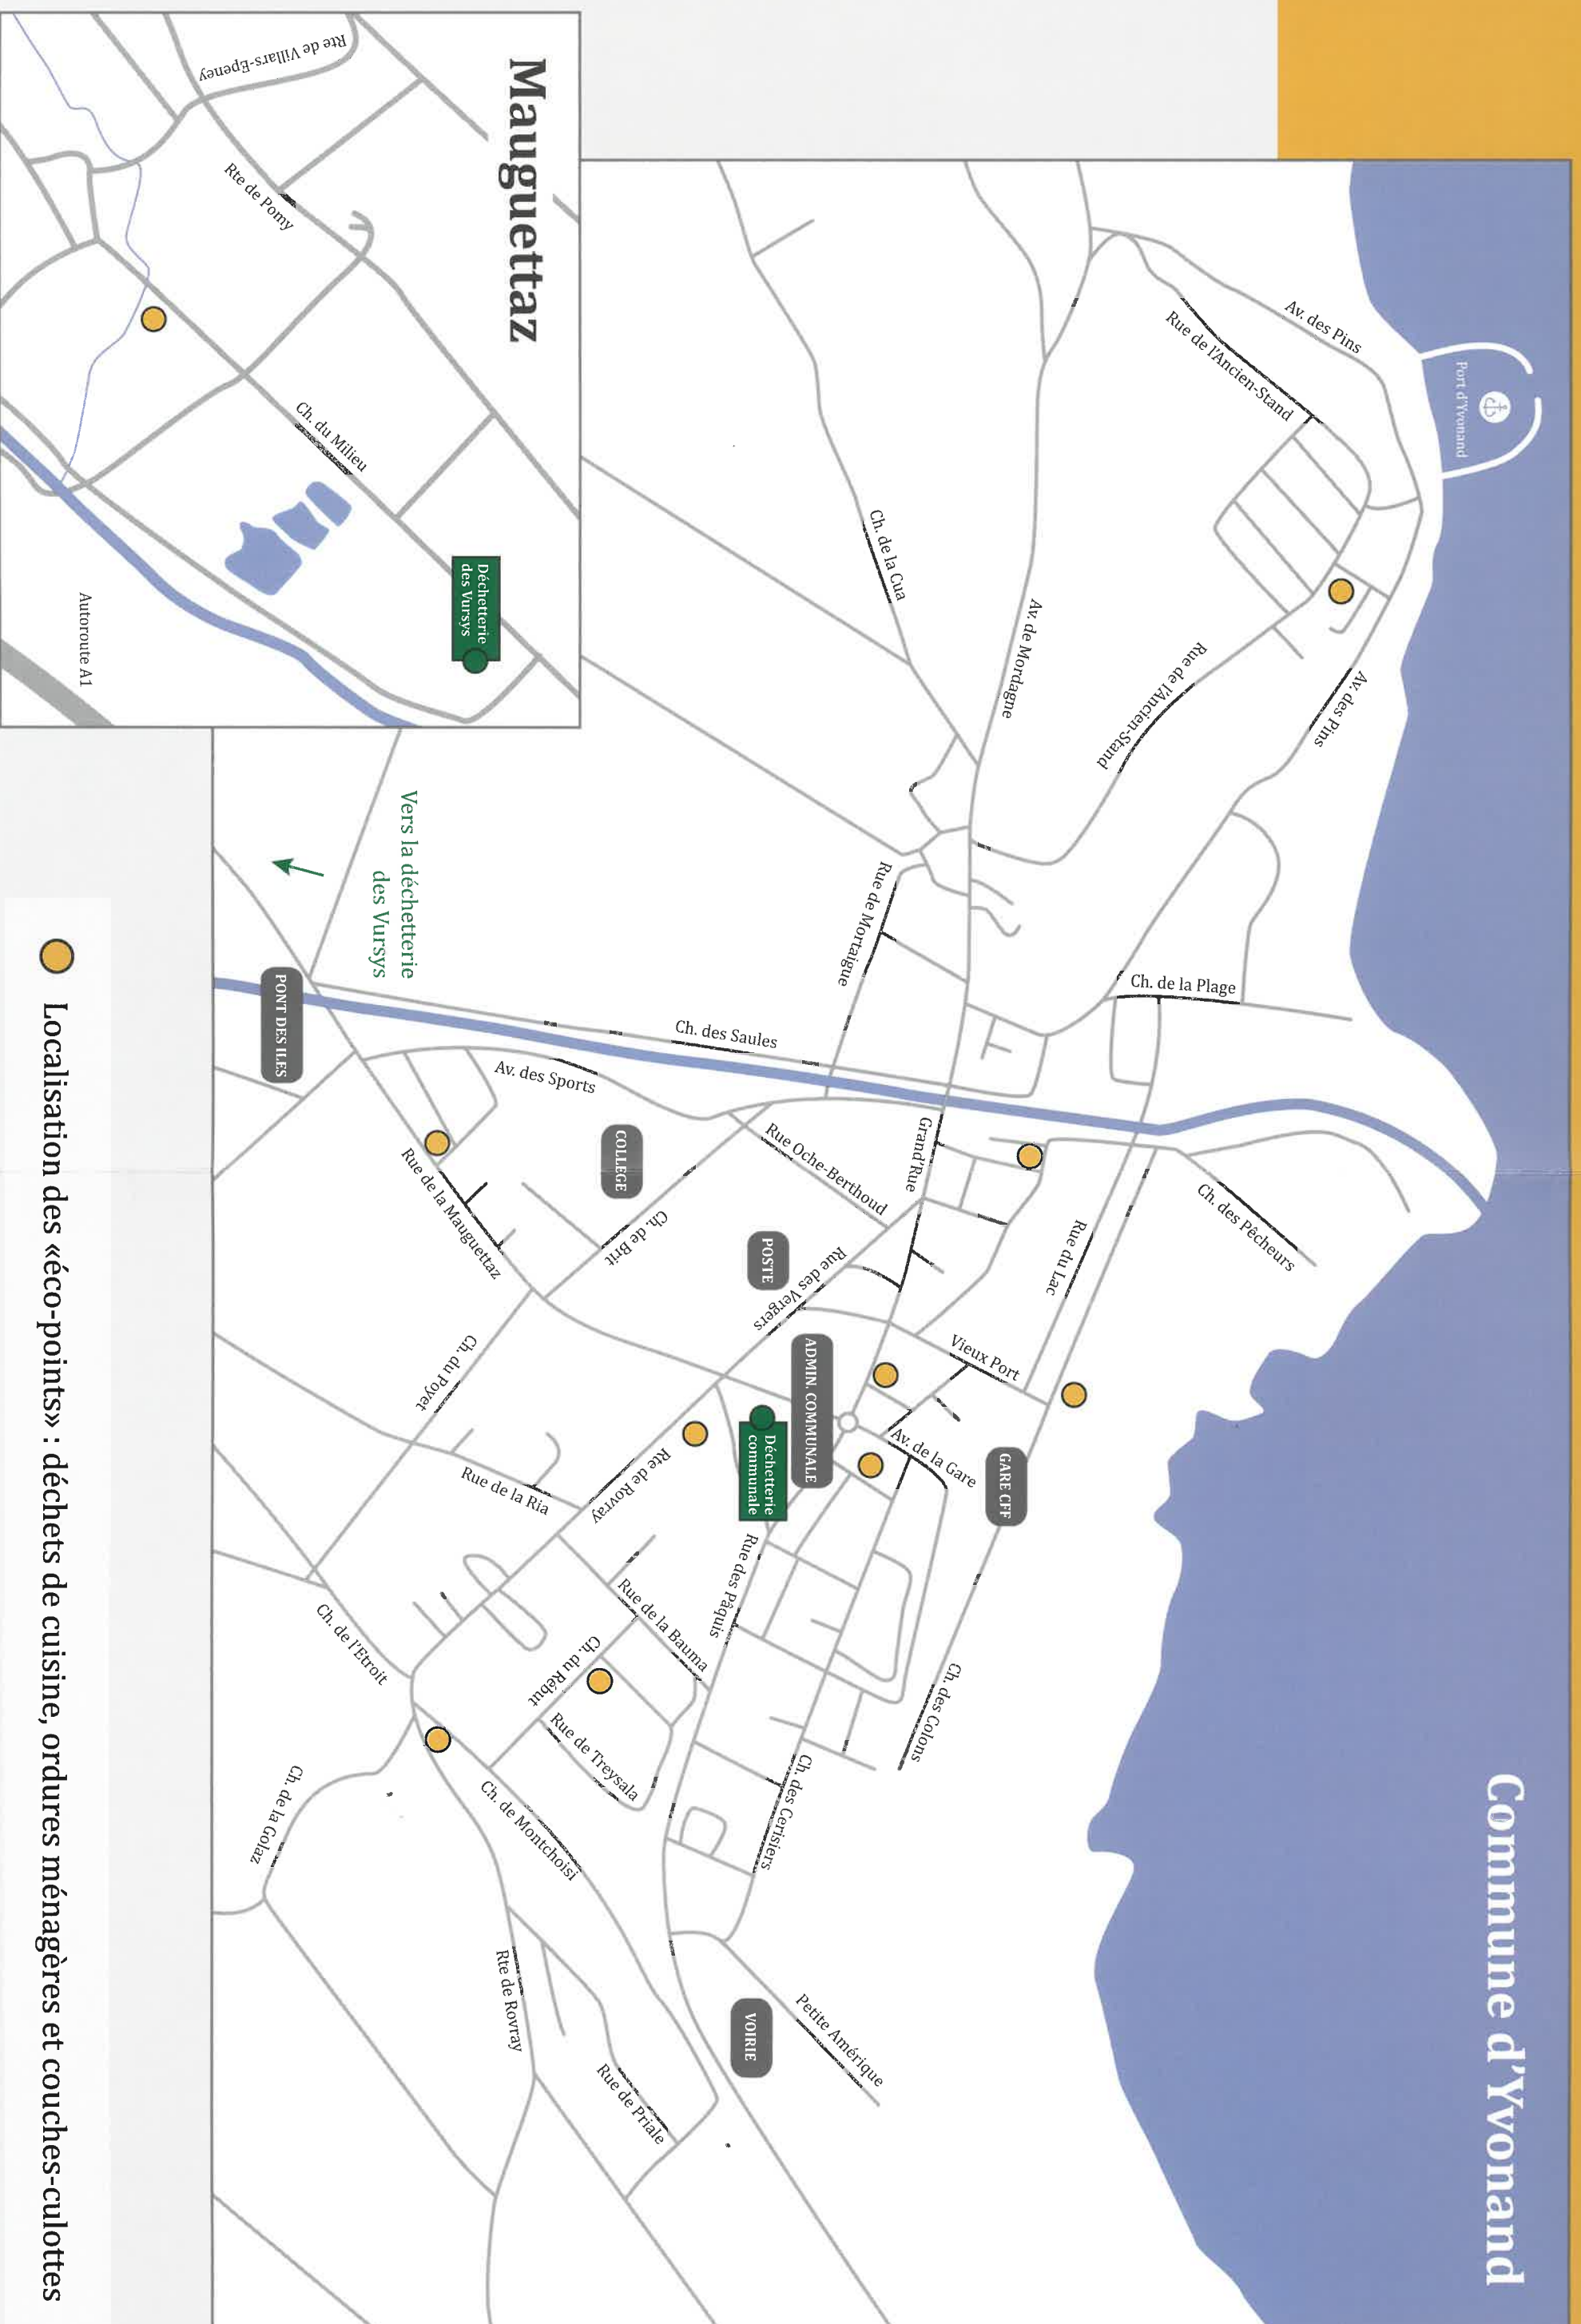 Commune d'Yvonand
Port d'Yvonand
Av. des Pins
Rue de l'Ancien-Stand
Av. des Pins
Rue de l'Ancien-Stand
Ch. de la Plage
Ch. des Pêcheurs
Av. de Mordagne
Ch. de la Cua
Rue de Mortaigue
Ch. des Saules
Av. des Sports
Grand'Rue
Rue Oche-Berthoud
Rue du Lac
Vieux Port
GARE CFF
Av. de la Gare
ADMIN. COMMUNALE
POSTE
Rue des Vergers
COLLEGE
Ch. de Brit
Rue de la Mauguettaz
PONT DES ILES
Vers la déchetterie
des Vursys
Déchetterie
communale
Ch. du Poyet
Rue de la Ria
Rte de Rovray
Rue des Pâquis
Rue de la Bauma
Ch. du Rébut
Rue de Treysala
Ch. des Colons
Ch. des Cerisiers
Ch. de l'Etroit
Ch. de la Golaz
Ch. de Montchoisi
Rte de Rovray
Rue de Priale
VOIRIE
Petite Amérique
Mauguettaz
Rte de Villars-Epeney
Rte de Pomy
Ch. du Milieu
Déchetterie
des Vursys
Autoroute A1
Localisation des «éco-points» : déchets de cuisine, ordures ménagères et couches-culottes